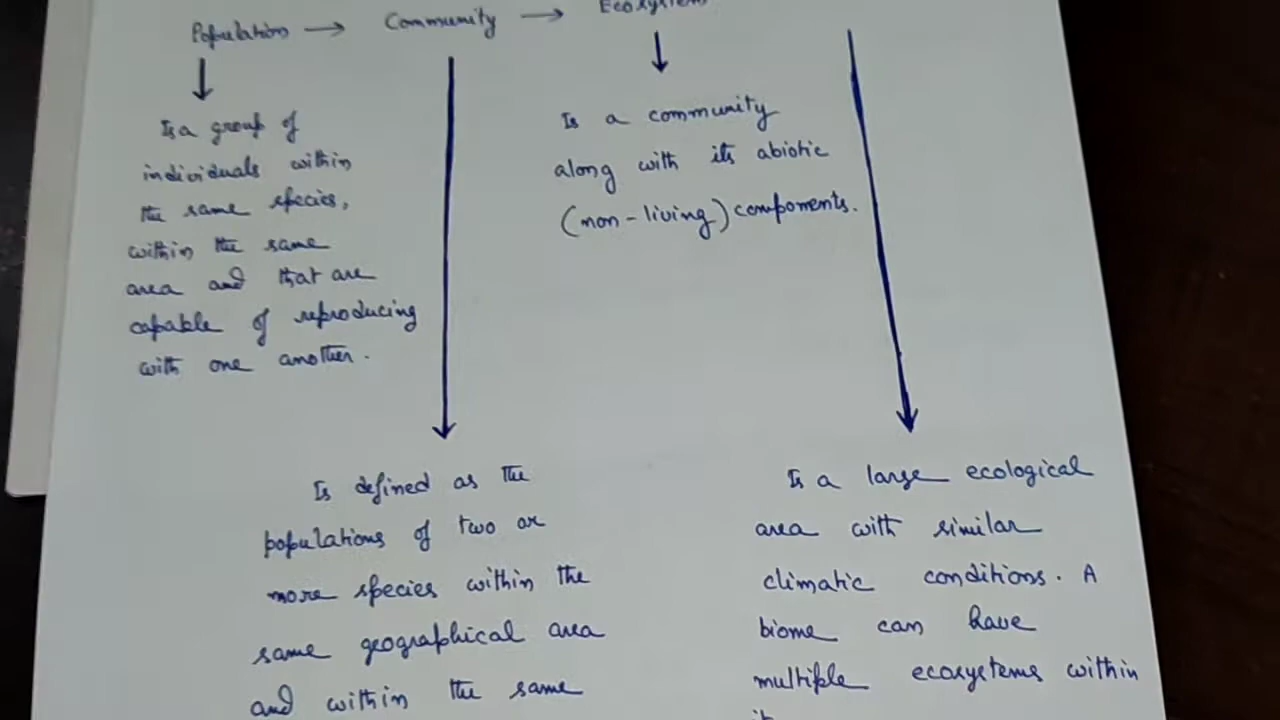 Population → Community → Ecosystem
Is a group of
individuals within
the same species,
within the same
area and that are
capable of reproducing
with one another.
Is a community
along with its abiotic
(non-living) components.
Is defined as the
populations of two or
more species within the
same geographical area
and within the same
Is a large ecological
area with similar
climatic conditions. A
biome can have
multiple ecosystems within